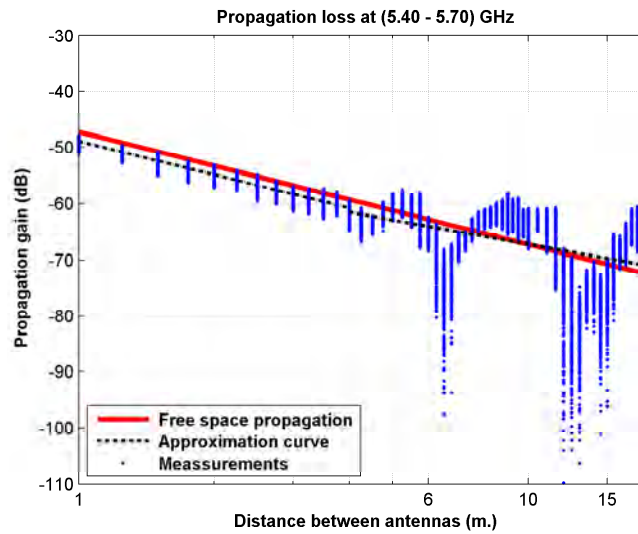 Propagation loss at (5.40 - 5.70) GHz
-30
-40
-50
-60
-70
-80
-90
-100
-110
Propagation gain (dB)
Free space propagation
Approximation curve
Meassurements
1
6
10
15
Distance between antennas (m.)